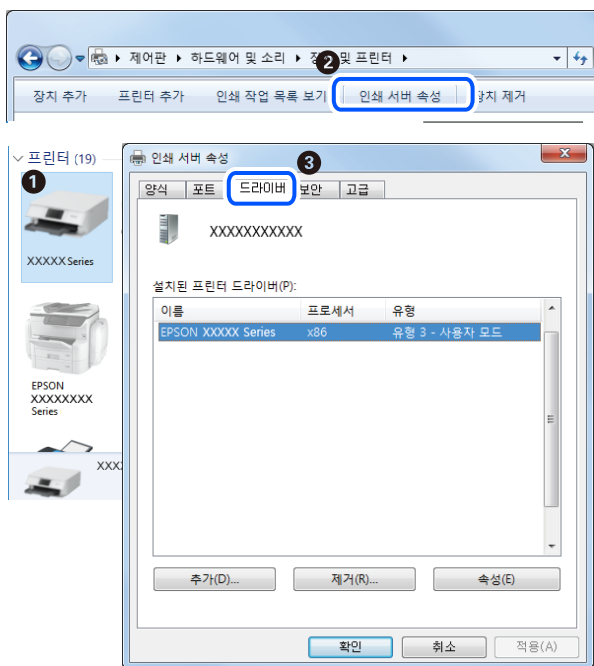 제어판 ▸ 하드웨어 및 소리 ▸ 및 프린터 ▸
2
장치 추가 프린터 추가 인쇄 작업 목록 보기 인쇄 서버 속성 장치 제거
프린터 (19)
1
XXXXX Series
EPSON
XXXXXXXX
Series
XXX
인쇄 서버 속성
3
양식 포트 드라이버 보안 고급
XXXXXXXXXXX
설치된 프린터 드라이버(P):
이름 프로세서 유형
EPSON XXXXX Series x86 유형 3 - 사용자 모드
추가(D)... 제거(R)... 속성(E)
확인 취소 적용(A)